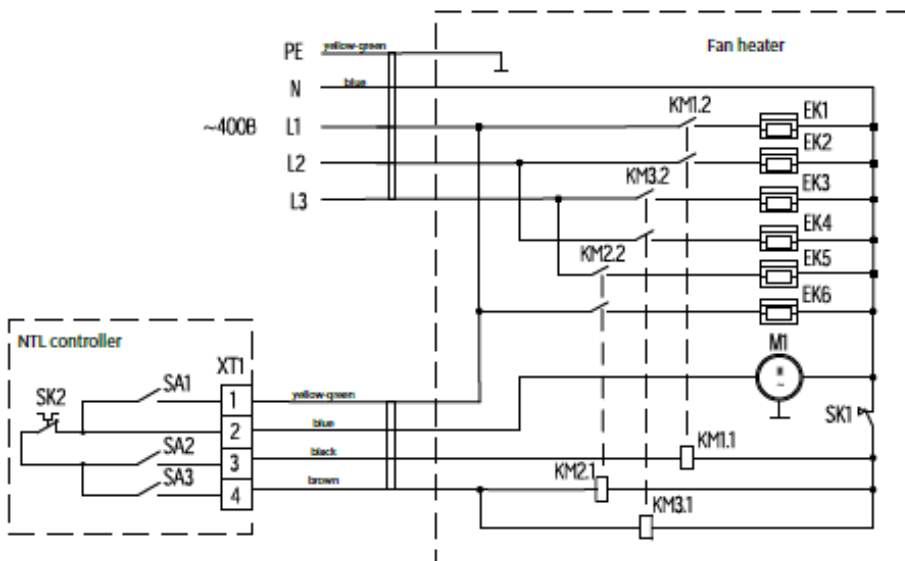 Fan heater
PE yellow-green
N blue
~400В L1
L2
L3
KM1.2
EK1
EK2
KM3.2
EK3
EK4
KM2.2
EK5
EK6
M1
~
NTL controller
XT1
SK2
SA1
1
yellow-green
2
blue
SA2
3
black
SA3
4
brown
SK1
KM1.1
KM2.1
KM3.1